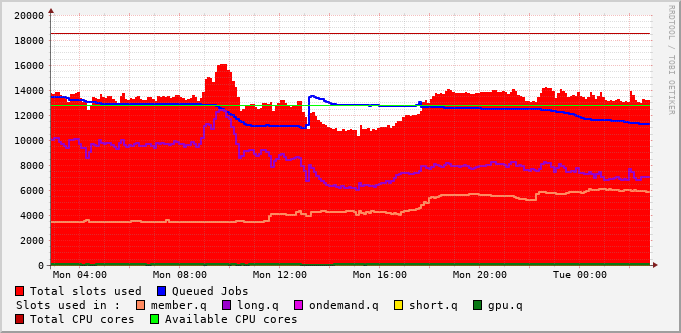 20000
18000
16000
14000
12000
10000
8000
6000
4000
2000
0
Mon 04:00 Mon 08:00 Mon 12:00 Mon 16:00 Mon 20:00 Tue 00:00
Total slots used Queued Jobs
Slots used in : member.q long.q ondemand.q short.q gpu.q
Total CPU cores Available CPU cores
RRDTOOL / TOBI OETIKER